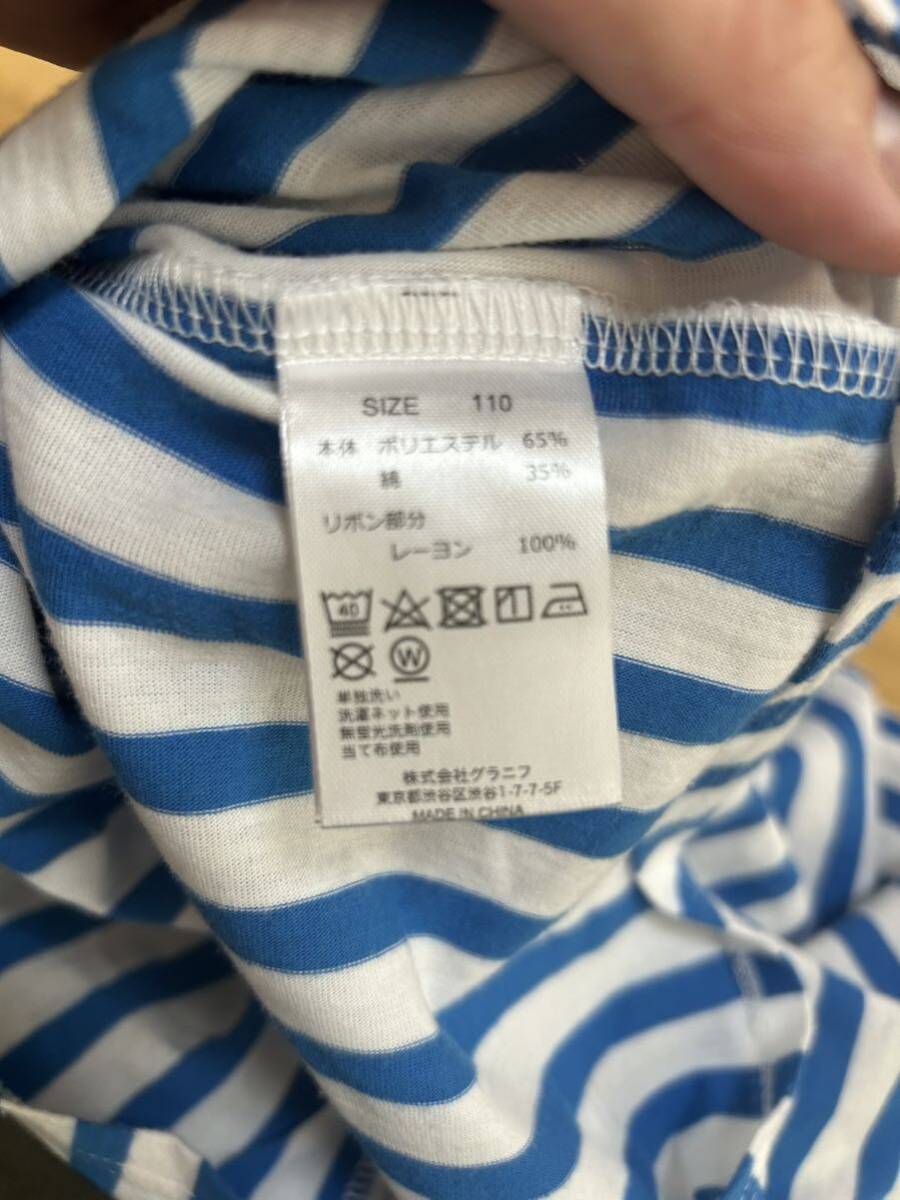 SIZE 110
本体 ポリエステル 65%
綿 35%
リボン部分
レーヨン 100%
40
W
単独洗い
洗濯ネット使用
無蛍光洗剤使用
当て布使用
株式会社グラニフ
東京都渋谷区渋谷1-7-7-5F
MADE IN CHINA